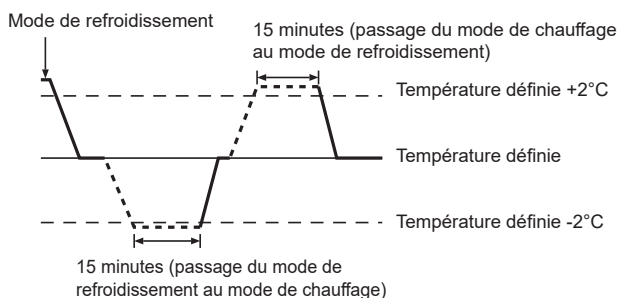 Mode de refroidissement
15 minutes (passage du mode de chauffage
au mode de refroidissement)
Température définie +2°C
Température définie
Température définie -2°C
15 minutes (passage du mode de
refroidissement au mode de chauffage)